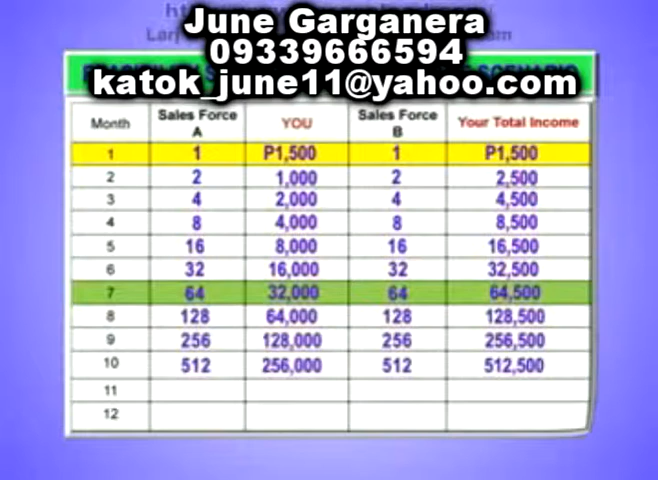 June Garganera
09339666594
katok_june11@yahoo.com
Month Sales Force A YOU Sales Force B Your Total Income
1 1 P1,500 1 P1,500
2 2 1,000 2 2,500
3 4 2,000 4 4,500
4 8 4,000 8 8,500
5 16 8,000 16 16,500
6 32 16,000 32 32,500
7 64 32,000 64 64,500
8 128 64,000 128 128,500
9 256 128,000 256 256,500
10 512 256,000 512 512,500
11
12